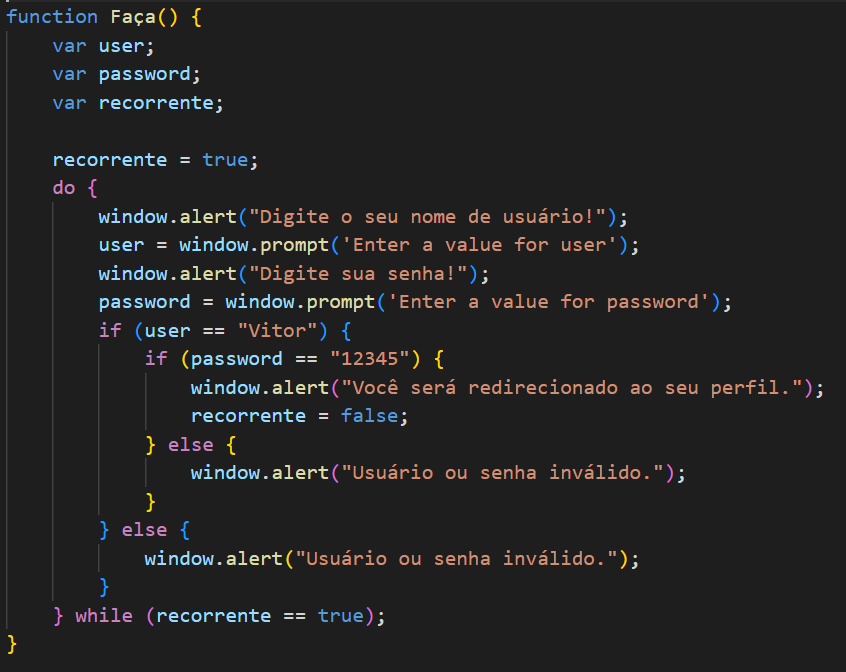 function Faça() {
    var user;
    var password;
    var recorrente;

    recorrente = true;
    do {
        window.alert("Digite o seu nome de usuário!");
        user = window.prompt('Enter a value for user');
        window.alert("Digite sua senha!");
        password = window.prompt('Enter a value for password');
        if (user == "Vitor") {
            if (password == "12345") {
                window.alert("Você será redirecionado ao seu perfil.");
                recorrente = false;
            } else {
                window.alert("Usuário ou senha inválido.");
            }
        } else {
            window.alert("Usuário ou senha inválido.");
        }
    } while (recorrente == true);
}